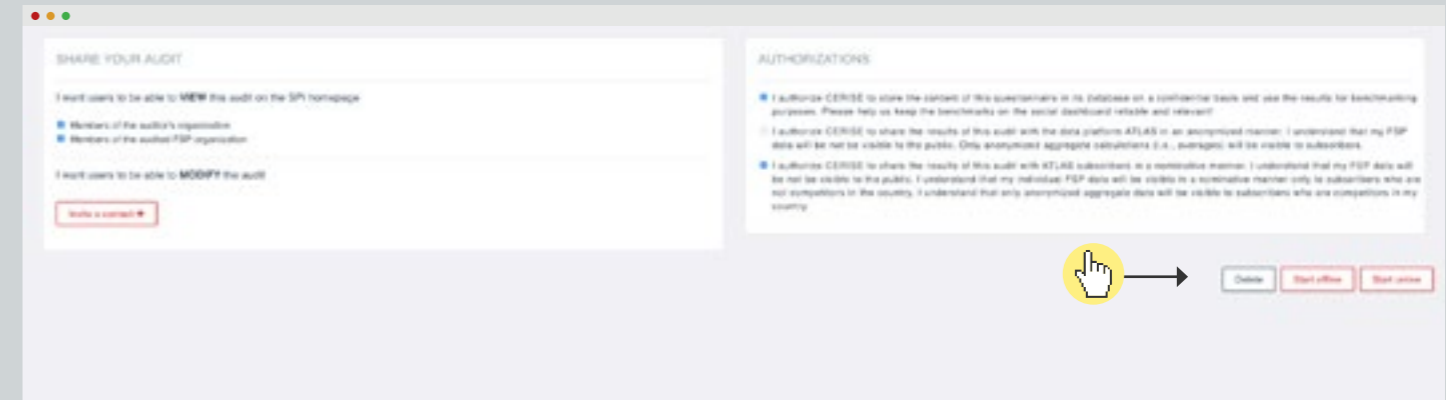 SHARE YOUR AUDIT
I want users to be able to VIEW this audit on the SPI homepage
Members of the auditor's organization
Members of the audited FSP organization
I want users to be able to MODIFY this audit
Invite a contact +
AUTHORIZATIONS
I authorize CERISE to store the content of this questionnaire in its database on a confidential basis and use the results for benchmarking
purposes. Please help us keep the benchmarks on the social dashboard reliable and relevant!
I authorize CERISE to share the results of this audit with the data platform ATLAS in an anonymized manner. I understand that my FSP
data will be not be visible to the public. Only anonymized aggregate calculations (i.e., averages) will be visible to subscribers.
I authorize CERISE to share the results of this audit with ATLAS subscribers in a nominative manner. I understand that my FSP data will
be not be visible to the public. I understand that my individual FSP data will be visible in a nominative manner only to subscribers who are
not competitors in the country. I understand that only anonymized aggregate data will be visible to subscribers who are competitors in my
country.
Delete
Start offline
Start online